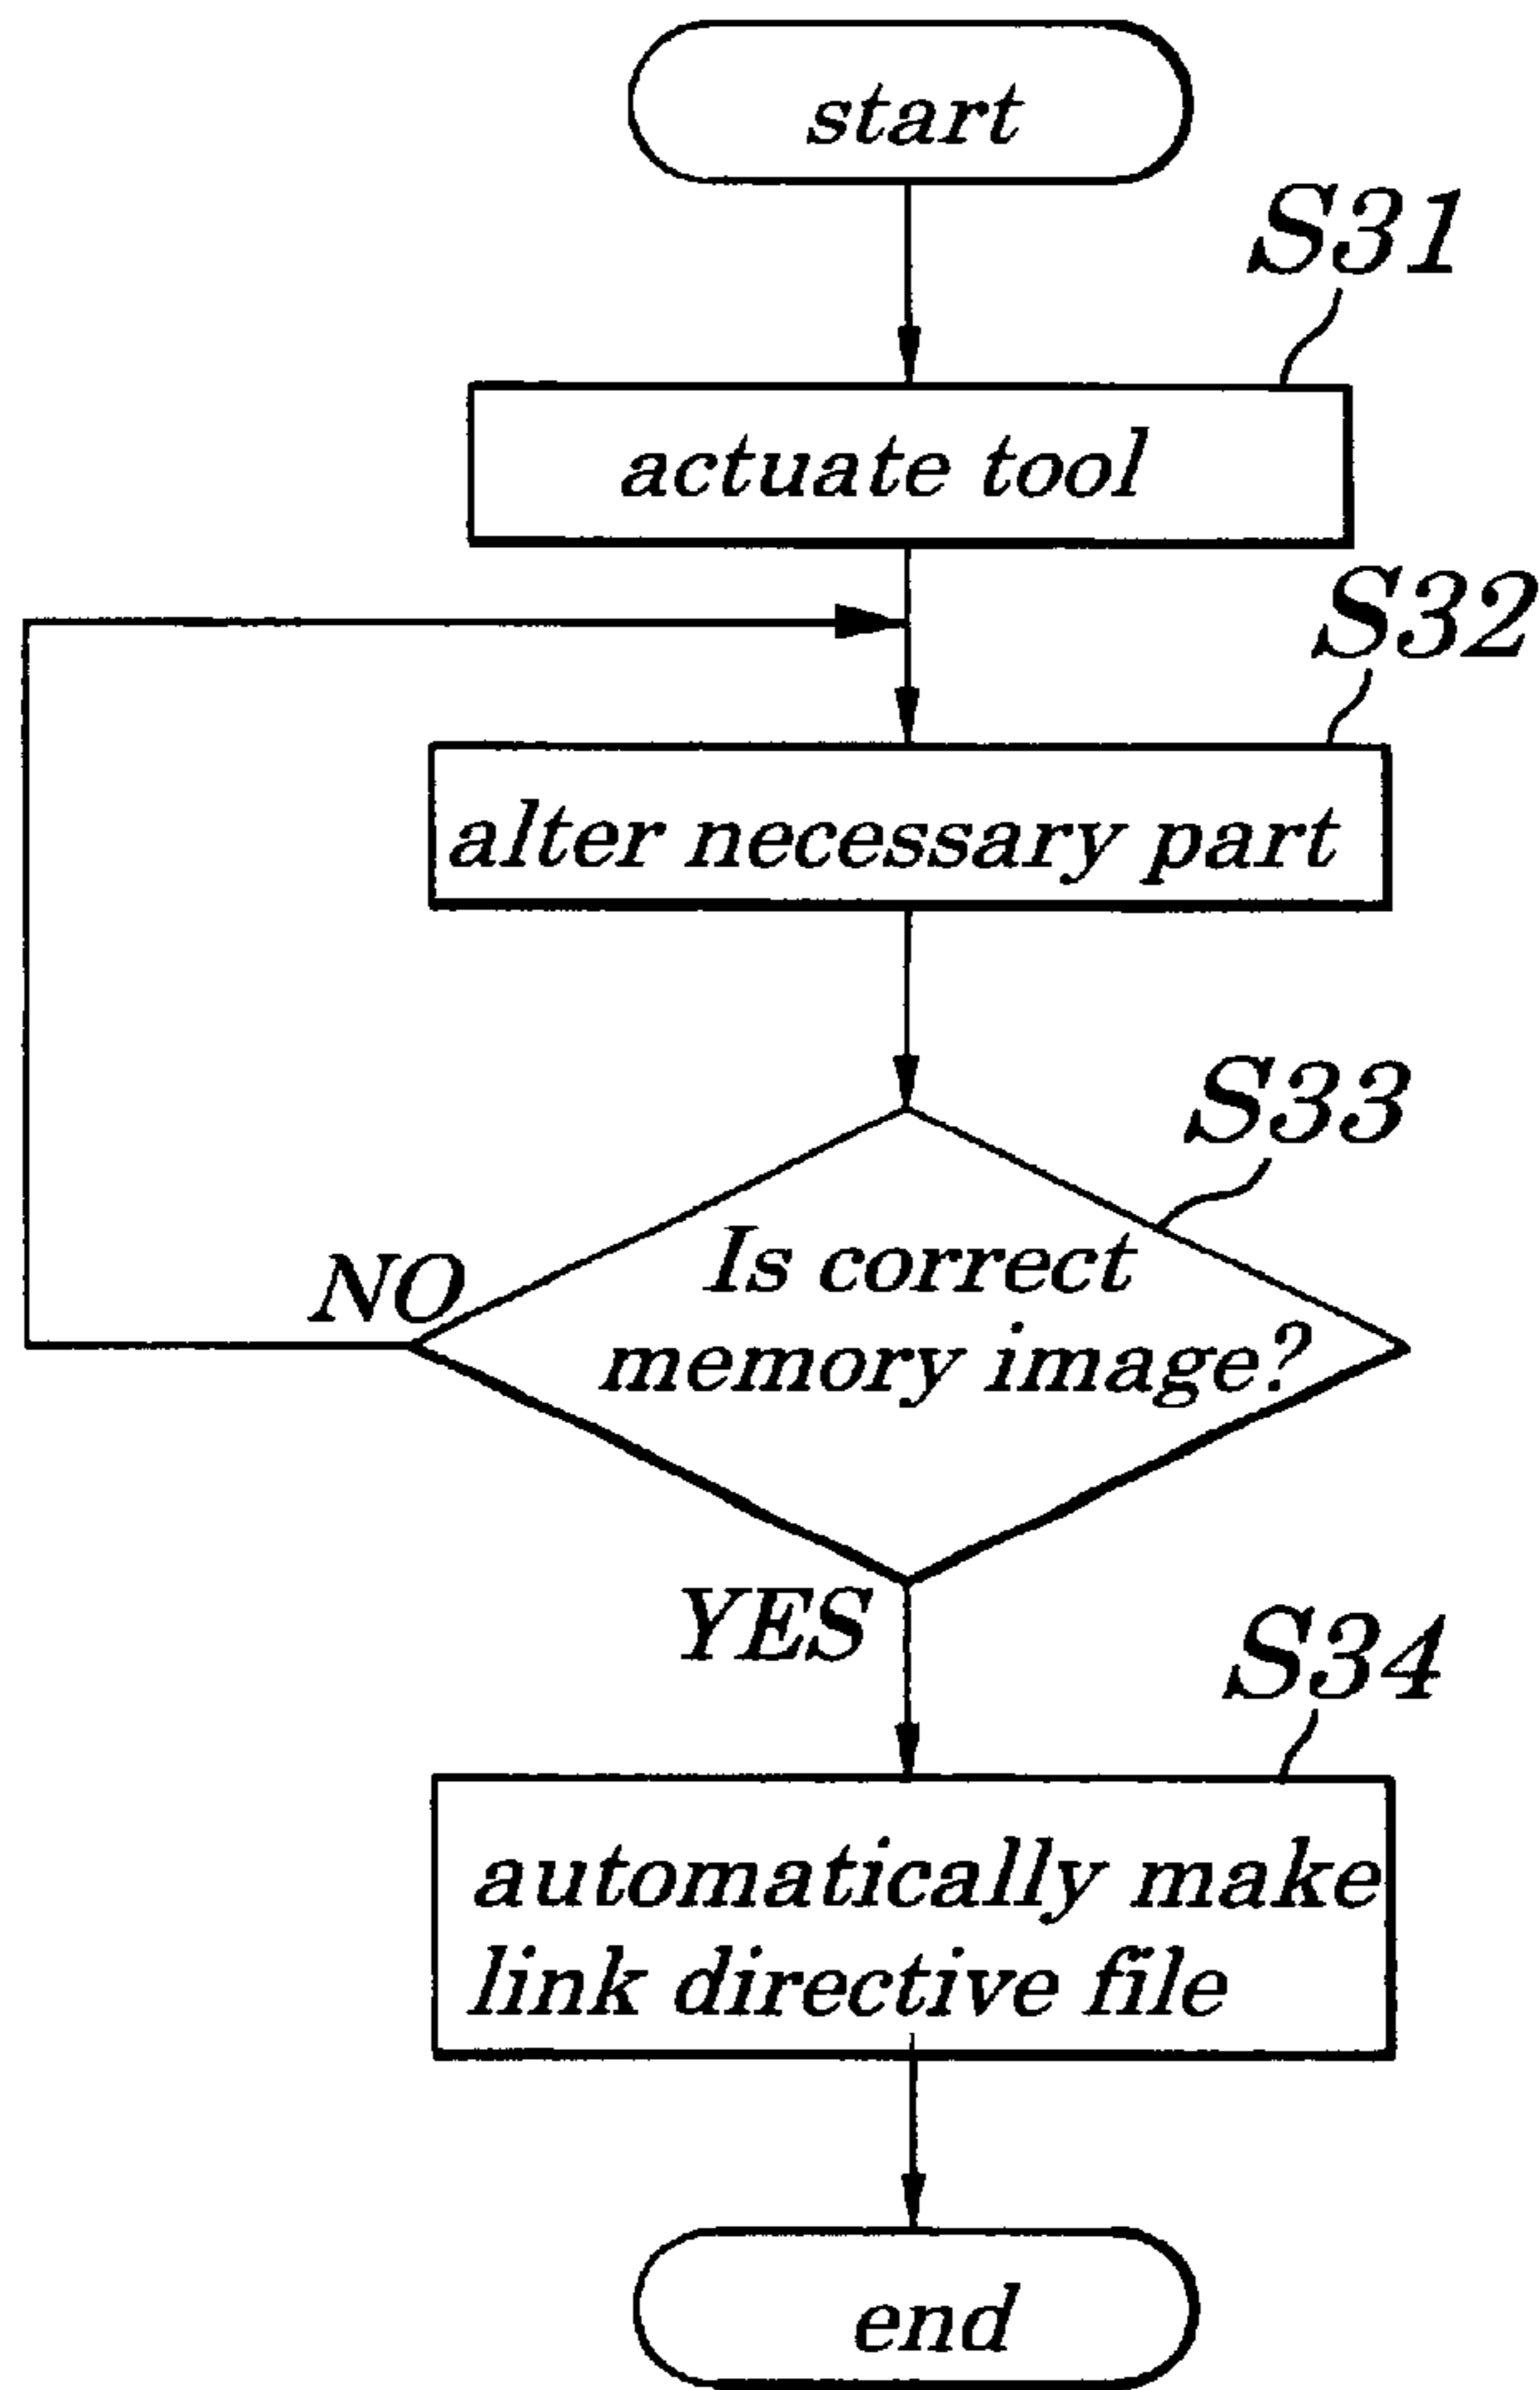 start
S31
actuate tool
S32
alter necessary part
S33
Is correct
memory image?
NO
YES
S34
automatically make
link directive file
end